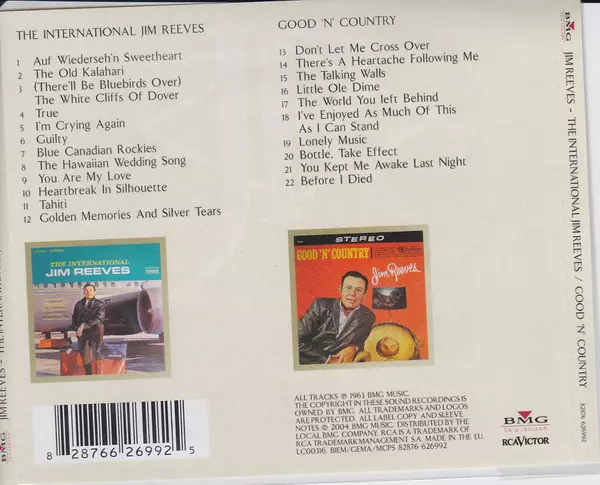 THE INTERNATIONAL JIM REEVES
1 Auf Wiederseh'n Sweetheart
2 The Old Kalahari
3 (There'll Be Bluebirds Over)
The White Cliffs Of Dover
4 True
5 I'm Crying Again
6 Guilty
7 Blue Canadian Rockies
8 The Hawaiian Wedding Song
9 You Are My Love
10 Heartbreak In Silhouette
11 Tahiti
12 Golden Memories And Silver Tears
GOOD 'N' COUNTRY
13 Don't Let Me Cross Over
14 There's A Heartache Following Me
15 The Talking Walls
16 Little Ole Dime
17 The World You left Behind
18 I've Enjoyed As Much Of This
As I Can Stand
19 Lonely Music
20 Bottle, Take Effect
21 You Kept Me Awake Last Night
22 Before I Died
THE INTERNATIONAL
JIM REEVES
STEREO
GOOD 'N' COUNTRY
Jim Reeves
8 28766 26992 5
ALL TRACKS ℗ 1963 BMG MUSIC.
THE COPYRIGHT IN THESE SOUND RECORDINGS IS
OWNED BY BMG. ALL TRADEMARKS AND LOGOS
ARE PROTECTED. ALL LABEL COPY AND SLEEVE
NOTES © 2004 BMG MUSIC. DISTRIBUTED BY THE
LOCAL BMG COMPANY. RCA IS A TRADEMARK OF
RCA TRADEMARK MANAGEMENT S.A. MADE IN THE EU.
LC00316. BIEM/GEMA/MCPS 82876 626992
BMG
UK & IRELAND
RCA VICTOR
BMG
JIM REEVES - THE INTERNATIONAL JIM REEVES / GOOD 'N' COUNTRY
82876 626992
BMG
JIM REEVES - THE